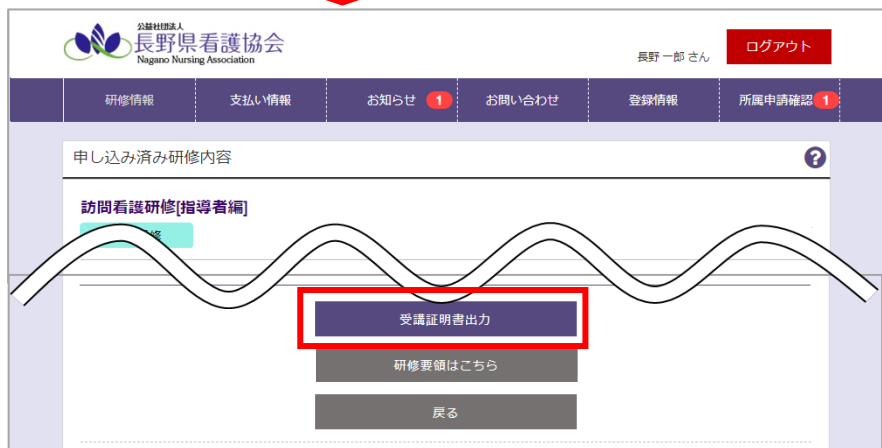 公益社団法人
長野県看護協会
Nagano Nursing Association
長野 一郎 さん
ログアウト
研修情報
支払い情報
お知らせ 1
お問い合わせ
登録情報
所属申請確認 1
申し込み済み研修内容
?
訪問看護研修[指導者編]
受講証明書出力
研修要領はこちら
戻る